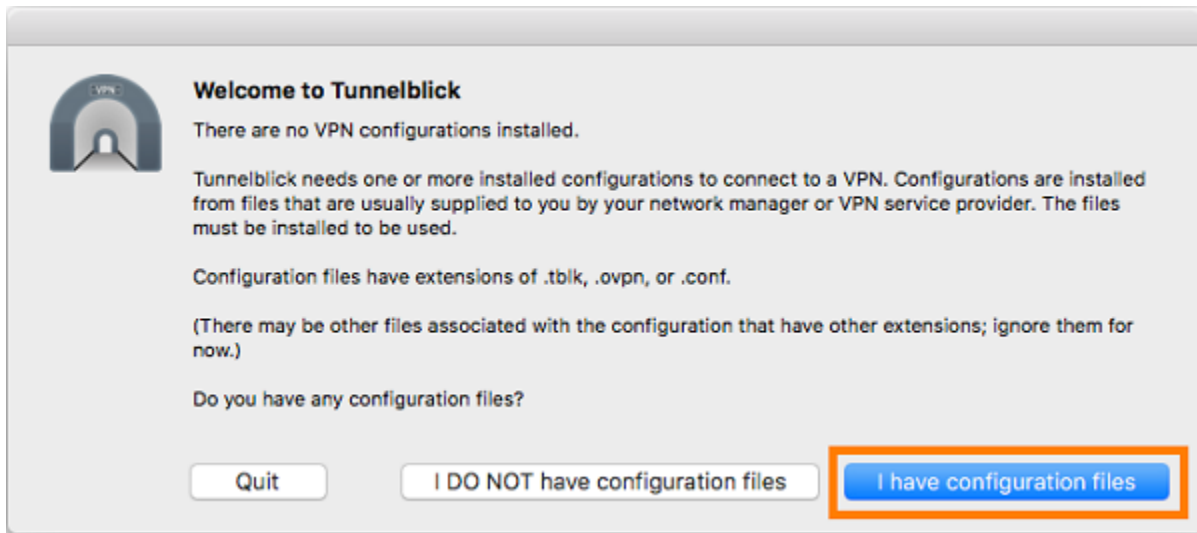 VPN
Welcome to Tunnelblick
There are no VPN configurations installed.
Tunnelblick needs one or more installed configurations to connect to a VPN. Configurations are installed
from files that are usually supplied to you by your network manager or VPN service provider. The files
must be installed to be used.
Configuration files have extensions of .tblk, .ovpn, or .conf.
(There may be other files associated with the configuration that have other extensions; ignore them for
now.)
Do you have any configuration files?
Quit
I DO NOT have configuration files
I have configuration files